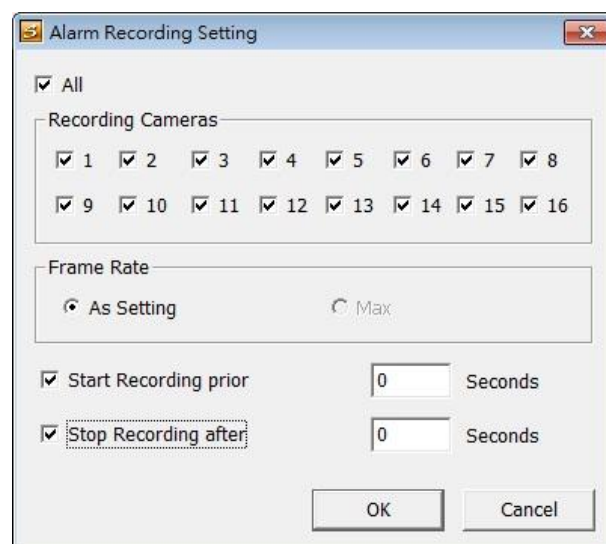 Alarm Recording Setting
All
Recording Cameras
1 2 3 4 5 6 7 8
9 10 11 12 13 14 15 16
Frame Rate
As Setting Max
Start Recording prior 0 Seconds
Stop Recording after 0 Seconds
OK Cancel